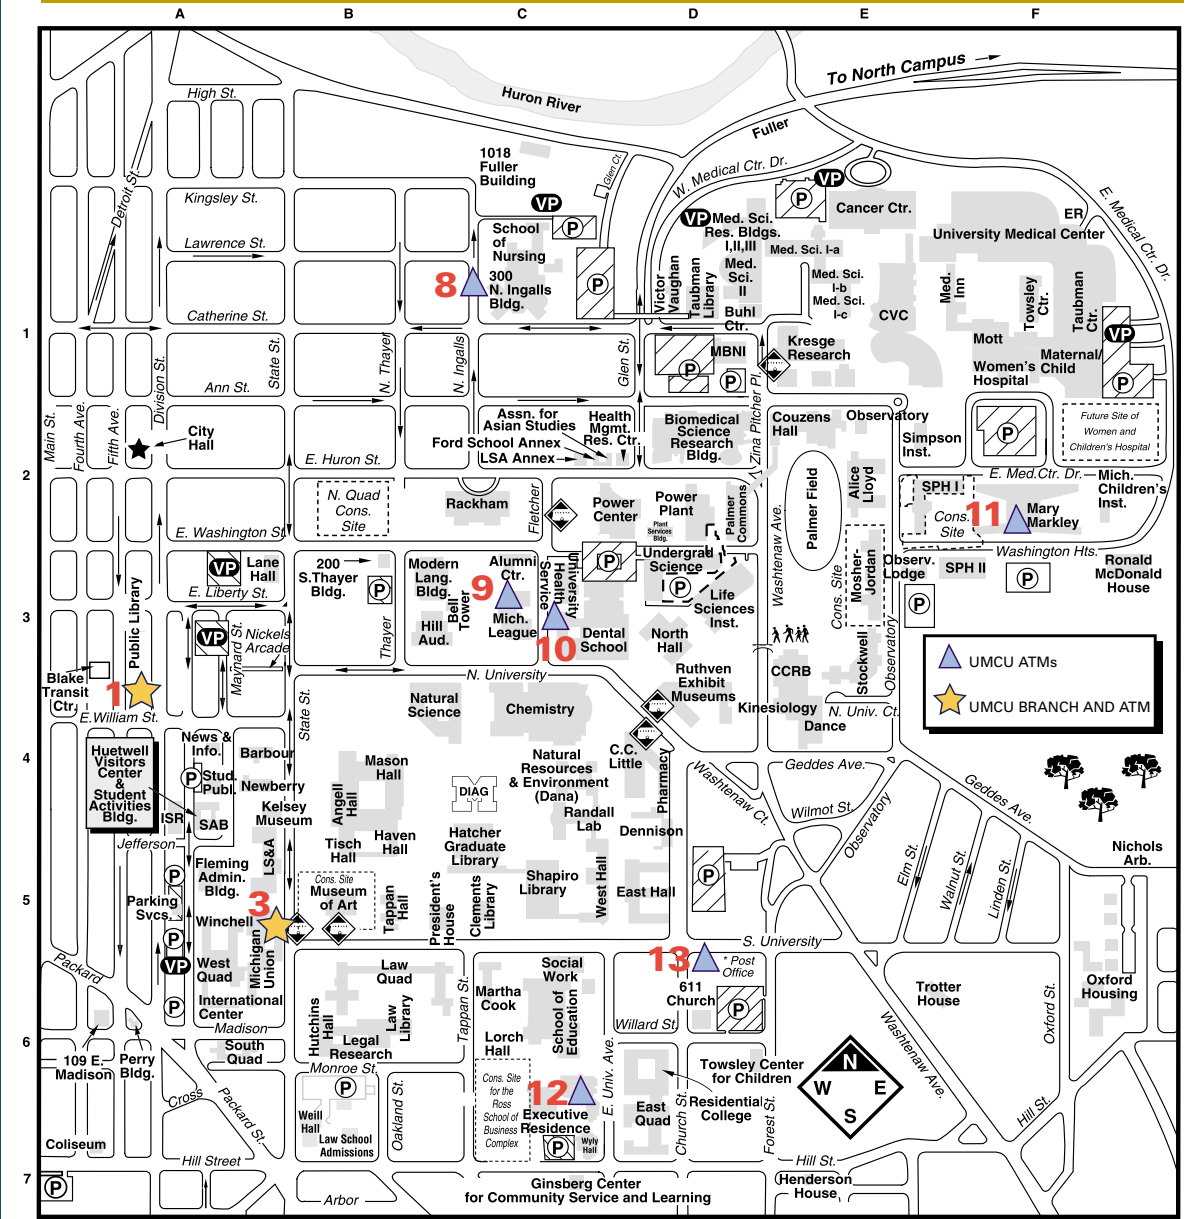 A B C D E F
To North Campus
High St.
Huron River
Fuller
1018
Fuller
Building
Glen Ct.
W. Medical Ctr. Dr.
E. Medical Ctr. Dr.
Detroit St.
Kingsley St.
VP
P
VP
P
VP
Cancer Ctr.
ER
Med. Sci.
Res. Bldgs.
I,II,III
University Medical Center
School
of
Nursing
Lawrence St.
Med. Sci. I-a
8
300
N. Ingalls
Bldg.
P
Victor
Vaughan
Taubman
Library
Med.
Sci.
II
Med. Sci.
I-b
Med. Sci.
I-c
Med.
Inn
Towsley
Ctr.
Taubman
Ctr.
Catherine St.
Buhl
Ctr.
CVC
1
VP
Mott
Division St.
State St.
N. Thayer
N. Ingalls
Glen St.
MBNI
P
P
Kresge
Research
Maternal/
Child
Women's
Hospital
P
Ann St.
Zina Pitcher Pl.
Main St.
Fourth Ave.
Fifth Ave.
City
Hall
Assn. for
Asian Studies
Health
Mgmt.
Res. Ctr.
Ford School Annex
LSA Annex
Biomedical
Science
Research
Bldg.
Couzens
Hall
Observatory
Simpson
Inst.
P
Future Site of
Women and
Children's Hospital
E. Huron St.
2
E. Med.Ctr. Dr.
Mich.
Children's
Inst.
N. Quad
Cons.
Site
Rackham
Fletcher
Power
Center
Power
Plant
Plant
Services
Bldg.
Palmer
Commons
Washtenaw Ave.
Palmer Field
Alice
Lloyd
SPH I
Cons.
Site
11
Mary
Markley
E. Washington St.
Washington Hts.
VP
Lane
Hall
200
S.Thayer
Bldg.
P
Modern
Lang.
Bldg.
Alumni
Ctr.
9
University
Health
Service
P
Undergrad
Science
P
Cons. Site
Mosher-
Jordan
Observ.
Lodge
SPH II
P
Ronald
McDonald
House
E. Liberty St.
Public Library
Bell
Tower
Life
Sciences
Inst.
P
3
VP
Maynard St.
Nickels
Arcade
Thayer
Hill
Aud.
Mich.
League
10
Dental
School
North
Hall
Stockwell
Observatory
UMCU ATMs
UMCU BRANCH AND ATM
Blake
Transit
Ctr.
1
N. University
Ruthven
Exhibit
Museums
CCRB
E.William St.
State St.
Natural
Science
Chemistry
Kinesiology
N. Univ. Ct.
Dance
4
Huetwell
Visitors
Center
&
Student
Activities
Bldg.
News &
Info.
P
Stud.
Publ.
Barbour
Newberry
Kelsey
Museum
Mason
Hall
Angell
Hall
DIAG
Natural
Resources
& Environment
(Dana)
C.C.
Little
Pharmacy
Washtenaw Ct.
Geddes Ave.
Geddes Ave.
Wilmot St.
ISR
SAB
Randall
Lab
Dennison
Observatory
Jefferson
LS&A
Tisch
Hall
Haven
Hall
Hatcher
Graduate
Library
Elm St.
Walnut St.
Linden St.
Nichols
Arb.
P
Fleming
Admin.
Bldg.
Cons. Site
Museum
of Art
Tappan
Hall
President's
House
Clements
Library
Shapiro
Library
West Hall
East Hall
P
5
Parking
Svcs.
Winchell
3
P
Michigan
Union
S. University
13
* Post
Office
Packard
VP
West
Quad
Law
Quad
Social
Work
Martha
Cook
School of
Education
611
Church
P
Trotter
House
Oxford
Housing
P
International
Center
Hutchins
Hall
Law
Library
Tappan St.
Willard St.
Washtenaw Ave.
Oxford St.
Madison
6
South
Quad
Legal
Research
Lorch
Hall
E. Univ. Ave.
109 E.
Madison
Perry
Bldg.
Monroe St.
Towsley Center
for Children
N
W E
S
Cross
Packard St.
P
Weill
Hall
Law School
Admissions
Oakland St.
Cons. Site
for the
Ross
School of
Business
Complex
12
Executive
Residence
P
Wyly
Hall
East
Quad
Church St.
Residential
College
Forest St.
Hill St.
Coliseum
Hill Street
Hill St.
7
P
Arbor
Ginsberg Center
for Community Service and Learning
Henderson
House